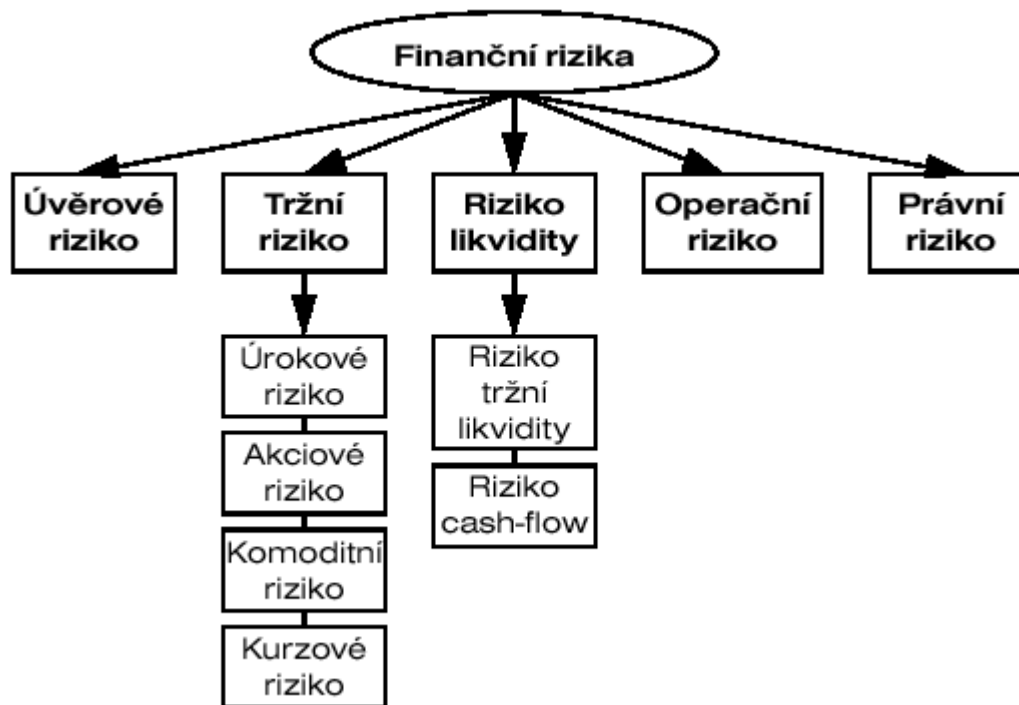 Finanční rizika
Úvěrové
riziko
Tržní
riziko
Riziko
likvidity
Operační
riziko
Právní
riziko
Úrokové
riziko
Akciové
riziko
Komoditní
riziko
Kurzové
riziko
Riziko
tržní
likvidity
Riziko
cash-flow